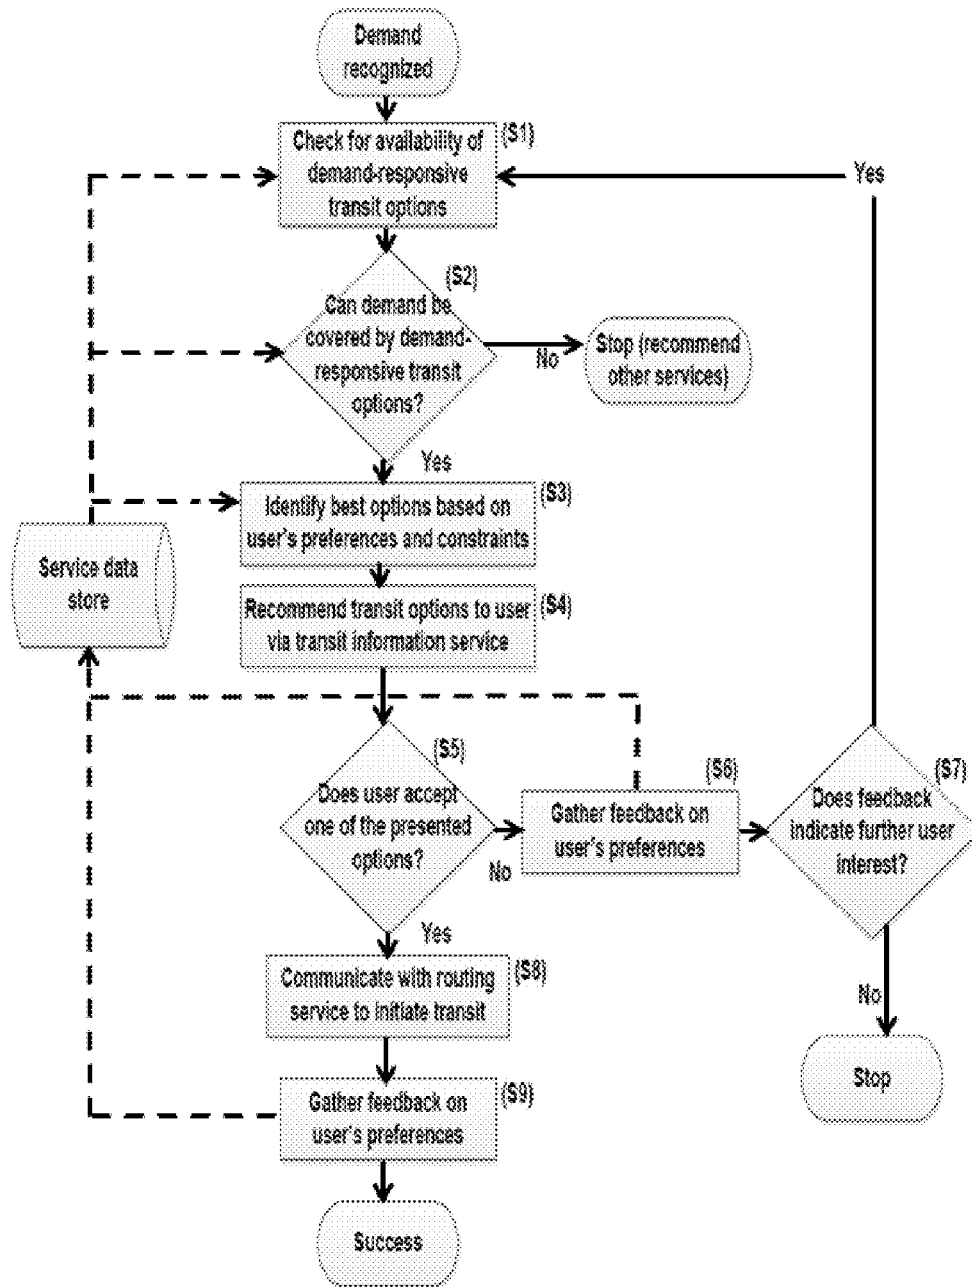 Demand
recognized
(S1)
Check for availability of
demand-responsive
transit options
Yes
(S2)
Can demand be
covered by demand-
responsive transit
options?
No
Stop (recommend
other services)
Yes
(S3)
Identify best options based on
user's preferences and constraints
Service data
store
(S4)
Recommend transit options to user
via transit information service
(S5)
Does user accept
one of the presented
options?
No
(S6)
Gather feedback on
user's preferences
(S7)
Does feedback
indicate further user
interest?
Yes
(S8)
Communicate with routing
service to initiate transit
No
Stop
(S9)
Gather feedback on
user's preferences
Success